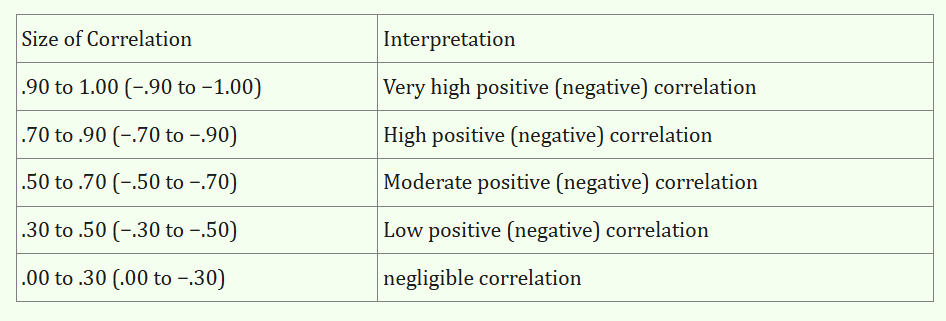 Size of Correlation Interpretation
.90 to 1.00 (−.90 to −1.00) Very high positive (negative) correlation
.70 to .90 (−.70 to −.90) High positive (negative) correlation
.50 to .70 (−.50 to −.70) Moderate positive (negative) correlation
.30 to .50 (−.30 to −.50) Low positive (negative) correlation
.00 to .30 (.00 to −.30) negligible correlation